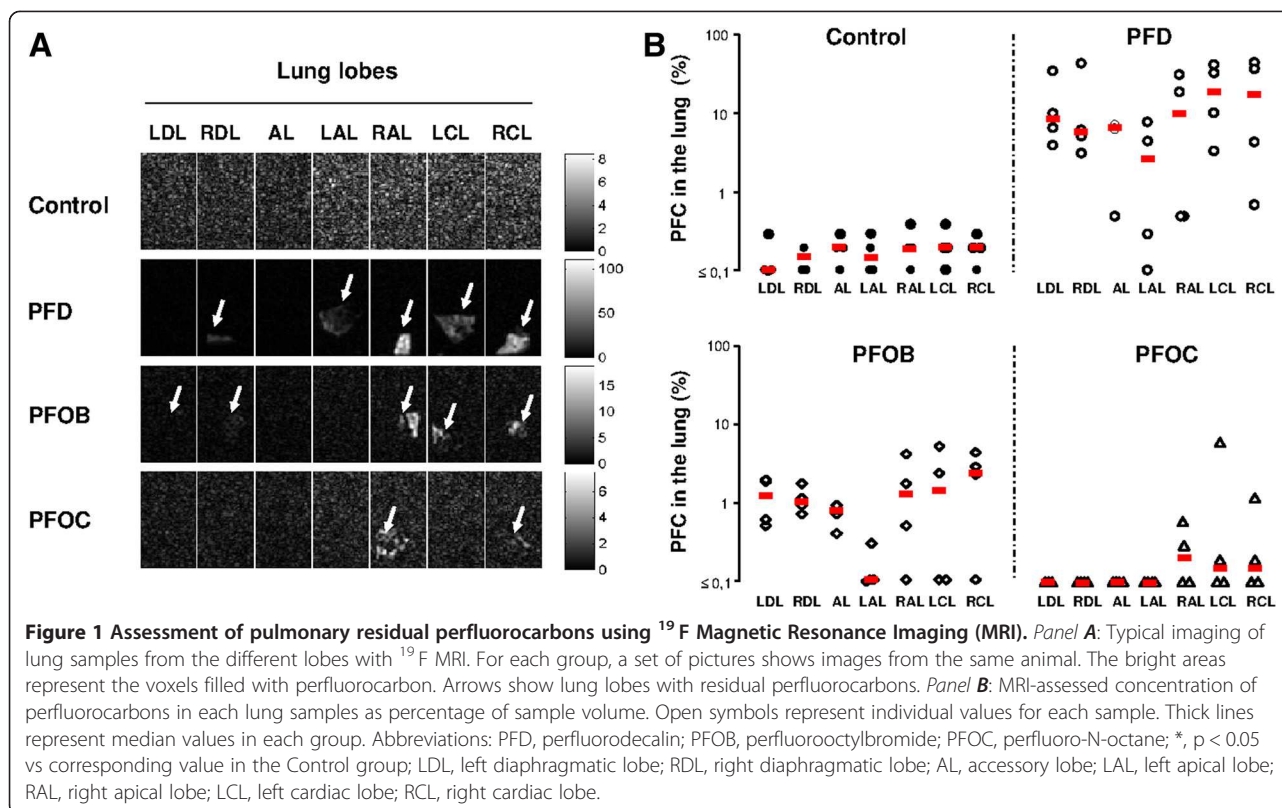 A
Lung lobes
LDL RDL AL LAL RAL LCL RCL
Control
8
6
4
2
0
PFD
100
50
0
PFOB
15
10
5
0
PFOC
6
4
2
0
B
Control
PFD
PFC in the lung (%)
100
10
1
≤ 0,1
LDL RDL AL LAL RAL LCL RCL
LDL RDL AL LAL RAL LCL RCL
PFOB
PFOC
PFC in the lung (%)
100
10
1
≤ 0,1
LDL RDL AL LAL RAL LCL RCL
LDL RDL AL LAL RAL LCL RCL
Figure 1 Assessment of pulmonary residual perfluorocarbons using ¹⁹ F Magnetic Resonance Imaging (MRI). Panel A: Typical imaging of
lung samples from the different lobes with ¹⁹ F MRI. For each group, a set of pictures shows images from the same animal. The bright areas
represent the voxels filled with perfluorocarbon. Arrows show lung lobes with residual perfluorocarbons. Panel B: MRI-assessed concentration of
perfluorocarbons in each lung samples as percentage of sample volume. Open symbols represent individual values for each sample. Thick lines
represent median values in each group. Abbreviations: PFD, perfluorodecalin; PFOB, perfluorooctylbromide; PFOC, perfluoro-N-octane; *, p < 0.05
vs corresponding value in the Control group; LDL, left diaphragmatic lobe; RDL, right diaphragmatic lobe; AL, accessory lobe; LAL, left apical lobe;
RAL, right apical lobe; LCL, left cardiac lobe; RCL, right cardiac lobe.